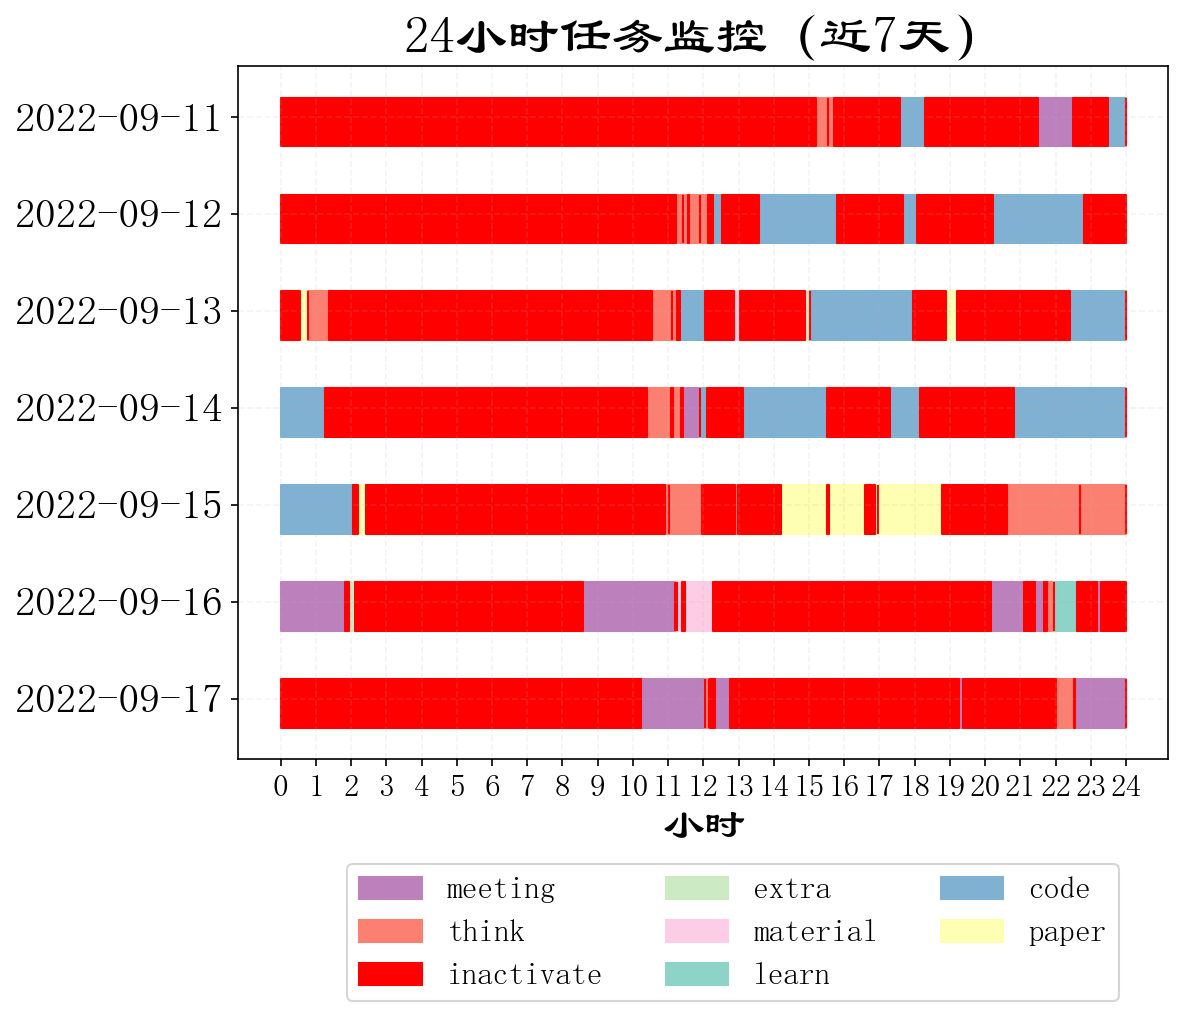 24小时任务监控 (近7天)
2022-09-11
2022-09-12
2022-09-13
2022-09-14
2022-09-15
2022-09-16
2022-09-17
0 1 2 3 4 5 6 7 8 9 10 11 12 13 14 15 16 17 18 19 20 21 22 23 24
小时
meeting extra code
think material paper
inactivate learn